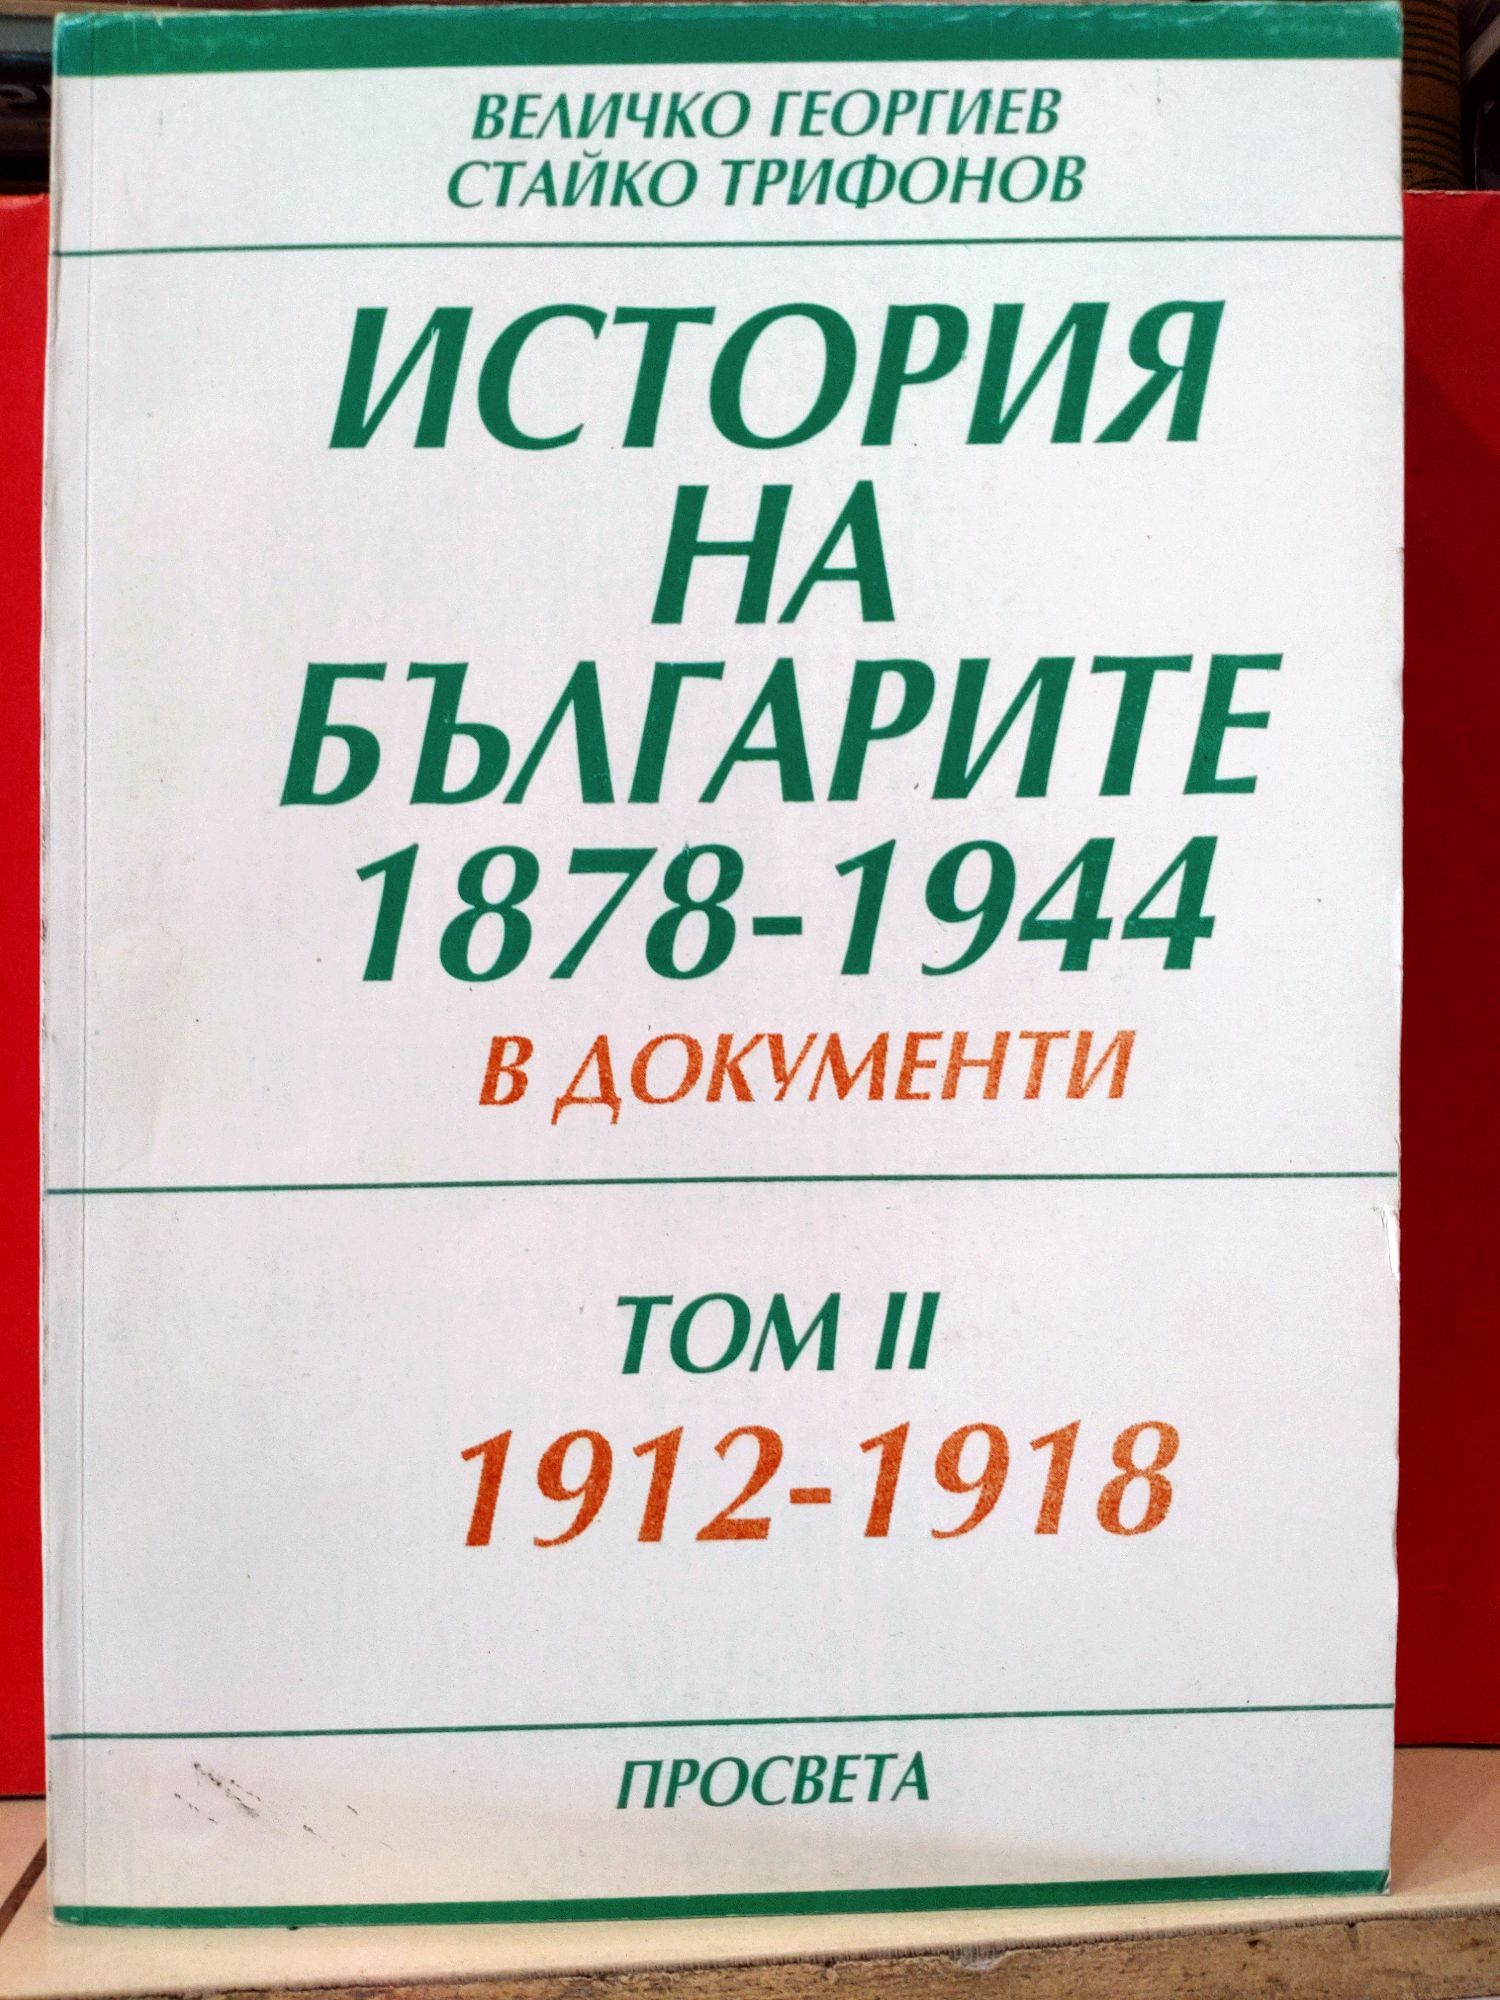 ВЕЛИЧКО ГЕОРГИЕВ
СТАЙКО ТРИФОНОВ
ИСТОРИЯ
НА
БЪЛГАРИТЕ
1878-1944
В ДОКУМЕНТИ
ТОМ II
1912-1918
ПРОСВЕТА